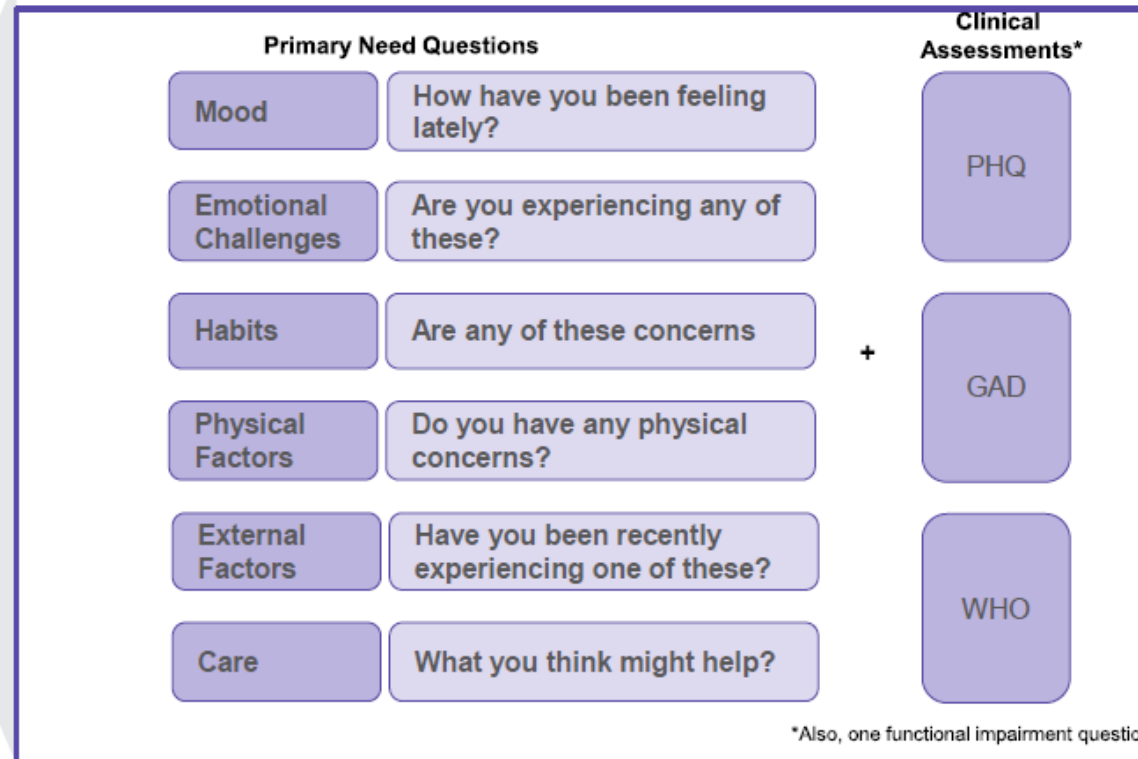 Primary Need Questions
Clinical
Assessments*
Mood
How have you been feeling
lately?
Emotional
Challenges
Are you experiencing any of
these?
Habits
Are any of these concerns
Physical
Factors
Do you have any physical
concerns?
External
Factors
Have you been recently
experiencing one of these?
Care
What you think might help?
+
PHQ
GAD
WHO
*Also, one functional impairment questio